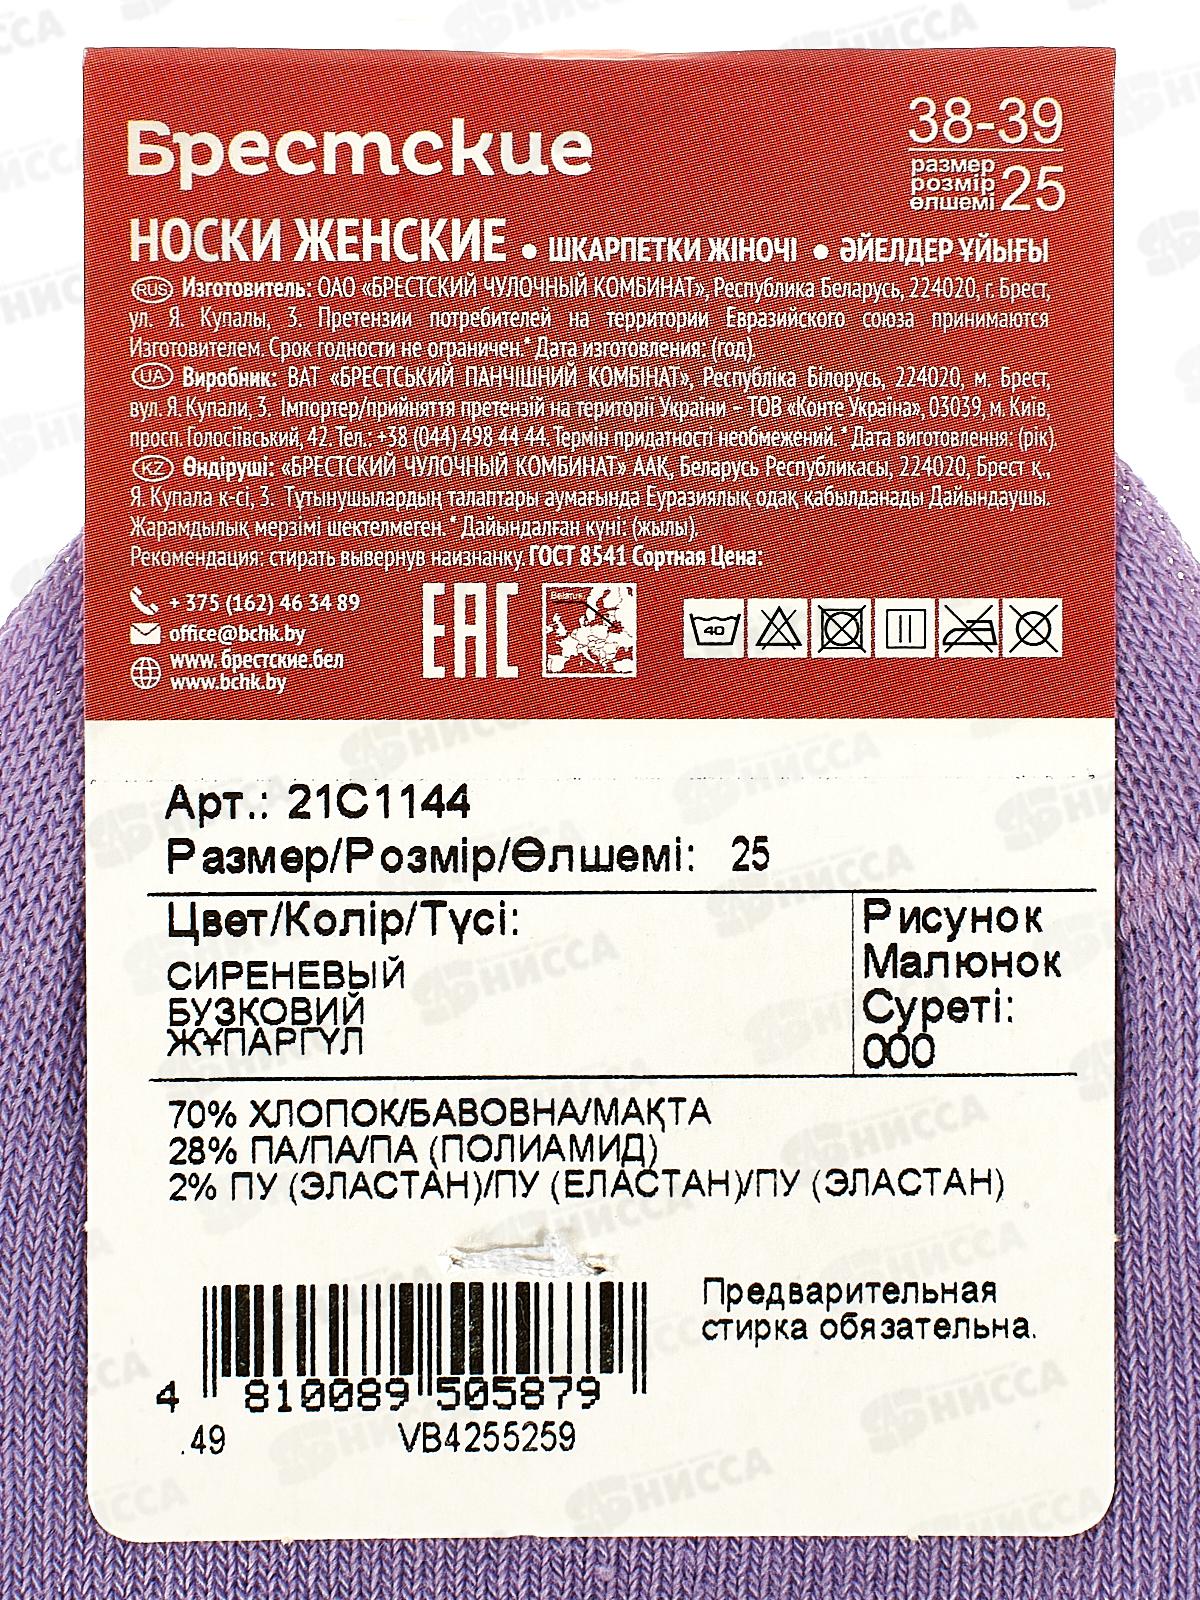 Брестские
38-39
размер
розмір
өлшемі
25
НОСКИ ЖЕНСКИЕ • ШКАРПЕТКИ ЖІНОЧІ • ӘЙЕЛДЕР ҰЙЫҒЫ
RUS Изготовитель: ОАО «БРЕСТСКИЙ ЧУЛОЧНЫЙ КОМБИНАТ», Республика Беларусь, 224020, г. Брест,
ул. Я. Купалы, 3. Претензии потребителей на территории Евразийского союза принимаются
Изготовителем. Срок годности не ограничен.* Дата изготовления: (год).
UA Виробник: ВАТ «БРЕСТСЬКИЙ ПАНЧІШНИЙ КОМБІНАТ», Республіка Білорусь, 224020, м. Брест,
вул. Я. Купали, 3. Імпортер/прийняття претензій на території України – ТОВ «Конте Україна», 03039, м. Київ,
просп. Голосіївський, 42. Тел.: +38 (044) 498 44 44. Термін придатності необмежений. * Дата виготовлення: (рік).
KZ Өндіруші: «БРЕСТСКИЙ ЧУЛОЧНЫЙ КОМБИНАТ» ААҚ, Беларусь Республикасы, 224020, Брест қ.,
Я. Купала к-сі, 3. Тұтынушылардың талаптары аумағында Еуразиялық одақ қабылданады Дайындаушы.
Жарамдылық мерзімі шектелмеген. * Дайындалған күні: (жылы).
Рекомендация: стирать вывернув наизнанку. ГОСТ 8541 Сортная Цена:
+ 375 (162) 46 34 89
office@bchk.by
www.брестские.бел
www.bchk.by
EAC
Belarus
40
Арт.: 21С1144
Размер/Розмір/Өлшемі: 25
Цвет/Колір/Түсі:
СИРЕНЕВЫЙ
БУЗКОВИЙ
ЖҰПАРГҮЛ
Рисунок
Малюнок
Суреті:
000
70% ХЛОПОК/БАВОВНА/МАҚТА
28% ПА/ПА/ПА (ПОЛИАМИД)
2% ПУ (ЭЛАСТАН)/ПУ (ЕЛАСТАН)/ПУ (ЭЛАСТАН)
Предварительная
стирка обязательна.
4 810089 505879
.49 VB4255259